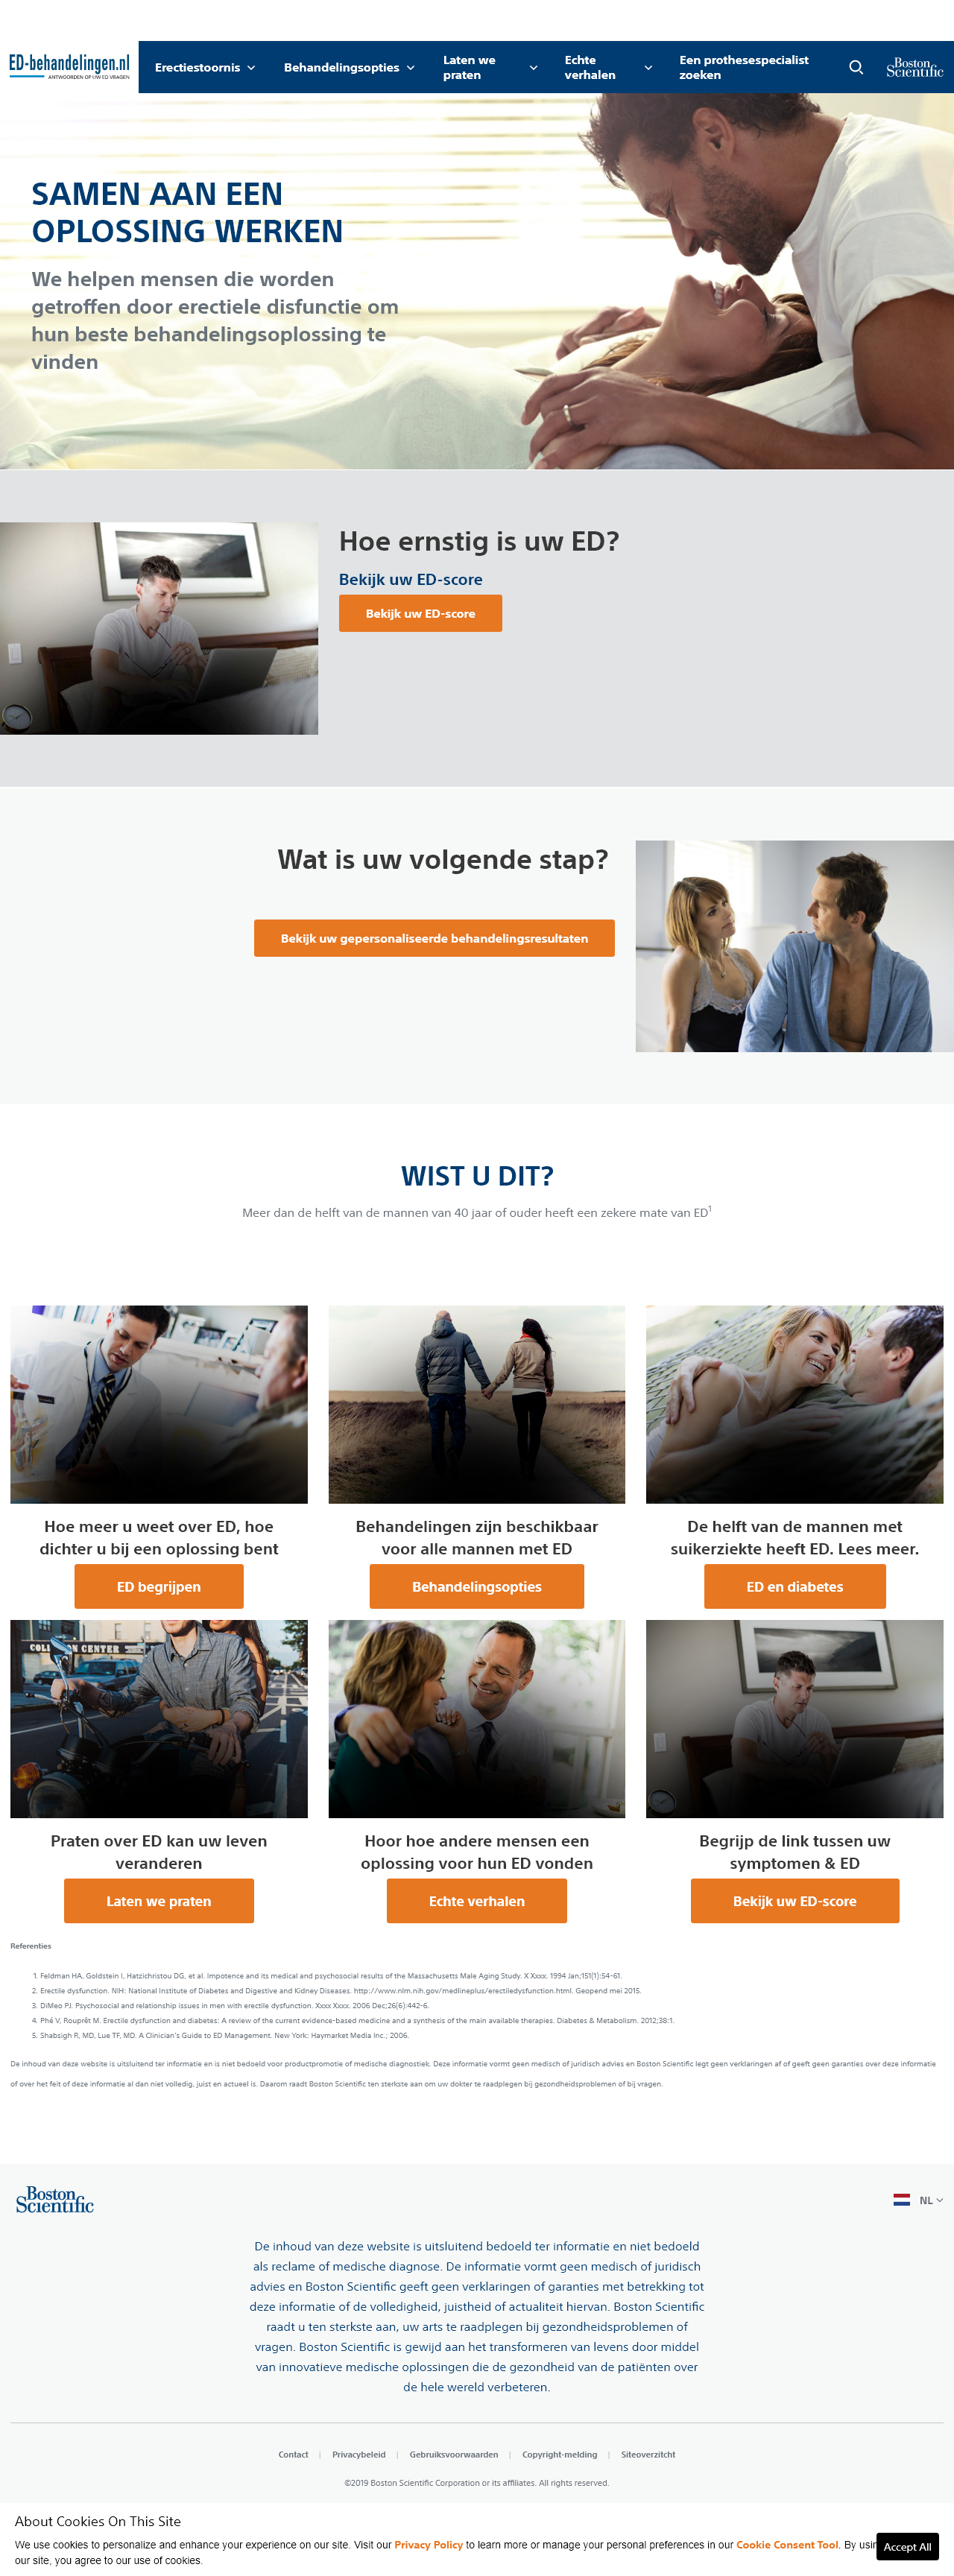 ED-behandelingen.nl
ANTWOORDEN OP UW ED VRAGEN
Erectiestoornis
Behandelingsopties
Laten we praten
Echte verhalen
Een prothesespecialist zoeken
Boston Scientific
SAMEN AAN EEN
OPLOSSING WERKEN
We helpen mensen die worden
getroffen door erectiele disfunctie om
hun beste behandelingsoplossing te
vinden
Hoe ernstig is uw ED?
Bekijk uw ED-score
Bekijk uw ED-score
Wat is uw volgende stap?
Bekijk uw gepersonaliseerde behandelingsresultaten
WIST U DIT?
Meer dan de helft van de mannen van 40 jaar of ouder heeft een zekere mate van ED1
Hoe meer u weet over ED, hoe
dichter u bij een oplossing bent
ED begrijpen
Behandelingen zijn beschikbaar
voor alle mannen met ED
Behandelingsopties
De helft van de mannen met
suikerziekte heeft ED. Lees meer.
ED en diabetes
Praten over ED kan uw leven
veranderen
Laten we praten
Hoor hoe andere mensen een
oplossing voor hun ED vonden
Echte verhalen
Begrijp de link tussen uw
symptomen & ED
Bekijk uw ED-score
Referenties
1. Feldman HA, Goldstein I, Hatzichristou DG, et al. Impotence and its medical and psychosocial results of the Massachusetts Male Aging Study. X Xxxx. 1994 Jan;151(1):54-61.
2. Erectile dysfunction. NIH: National Institute of Diabetes and Digestive and Kidney Diseases. http://www.nlm.nih.gov/medlineplus/erectiledysfunction.html. Geopend mei 2015.
3. DiMeo PJ. Psychosocial and relationship issues in men with erectile dysfunction. Xxxx Xxxx. 2006 Dec;26(6):442-6.
4. Phé V, Rouprêt M. Erectile dysfunction and diabetes: A review of the current evidence-based medicine and a synthesis of the main available therapies. Diabetes & Metabolism. 2012;38:1.
5. Shabsigh R, MD, Lue TF, MD. A Clinician's Guide to ED Management. New York: Haymarket Media Inc.; 2006.
De inhoud van deze website is uitsluitend ter informatie en is niet bedoeld voor productpromotie of medische diagnostiek. Deze informatie vormt geen medisch of juridisch advies en Boston Scientific legt geen verklaringen af of geeft geen garanties over deze informatie
of over het feit of deze informatie al dan niet volledig, juist en actueel is. Daarom raadt Boston Scientific ten sterkste aan om uw dokter te raadplegen bij gezondheidsproblemen of bij vragen.
Boston Scientific
NL
De inhoud van deze website is uitsluitend bedoeld ter informatie en niet bedoeld
als reclame of medische diagnose. De informatie vormt geen medisch of juridisch
advies en Boston Scientific geeft geen verklaringen of garanties met betrekking tot
deze informatie of de volledigheid, juistheid of actualiteit hiervan. Boston Scientific
raadt u ten sterkste aan, uw arts te raadplegen bij gezondheidsproblemen of
vragen. Boston Scientific is gewijd aan het transformeren van levens door middel
van innovatieve medische oplossingen die de gezondheid van de patiënten over
de hele wereld verbeteren.
Contact | Privacybeleid | Gebruiksvoorwaarden | Copyright-melding | Siteoverzitcht
©2019 Boston Scientific Corporation or its affiliates. All rights reserved.
About Cookies On This Site
We use cookies to personalize and enhance your experience on our site. Visit our Privacy Policy to learn more or manage your personal preferences in our Cookie Consent Tool. By usin
our site, you agree to our use of cookies.
Accept All